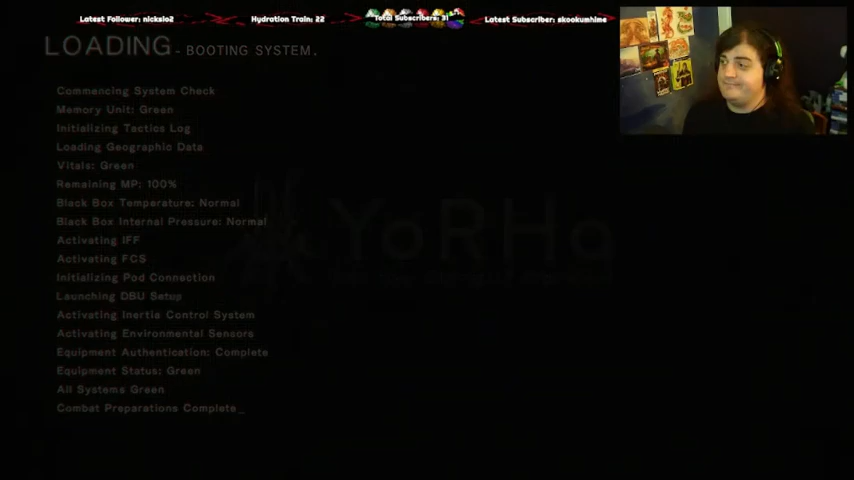 Latest Follower: nicksio2
Hydration Train: 22
Total Subscribers: 31
Latest Subscriber: skookumhime
LOADING - BOOTING SYSTEM.
Commencing System Check
Memory Unit: Green
Initializing Tactics Log
Loading Geographic Data
Vitals: Green
Remaining MP: 100%
Black Box Temperature: Normal
Black Box Internal Pressure: Normal
Activating IFF
Activating FCS
Initializing Pod Connection
Launching DBU Setup
Activating Inertia Control System
Activating Environmental Sensors
Equipment Authentication: Complete
Equipment Status: Green
All Systems Green
Combat Preparations Complete_
YoRHa